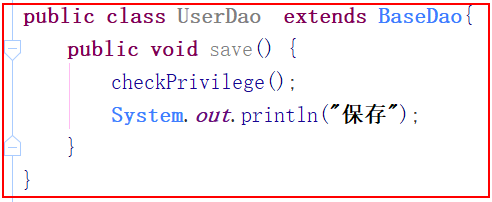 public class UserDao  extends BaseDao{
    public void save() {
        checkPrivilege();
        System.out.println("保存");
    }
}